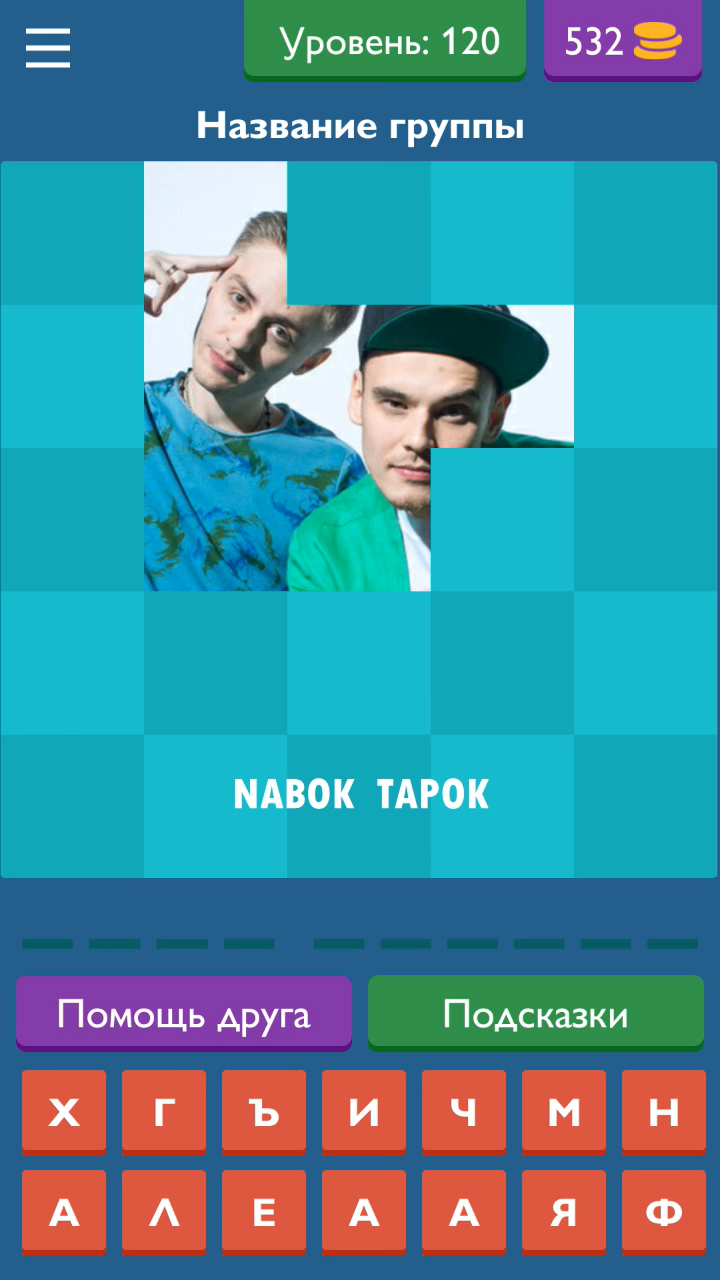 Уровень: 120
532
Название группы
NABOK TAPOK
Помощь друга
Подсказки
Х Г Ъ И Ч М Н
А Л Е А А Я Ф